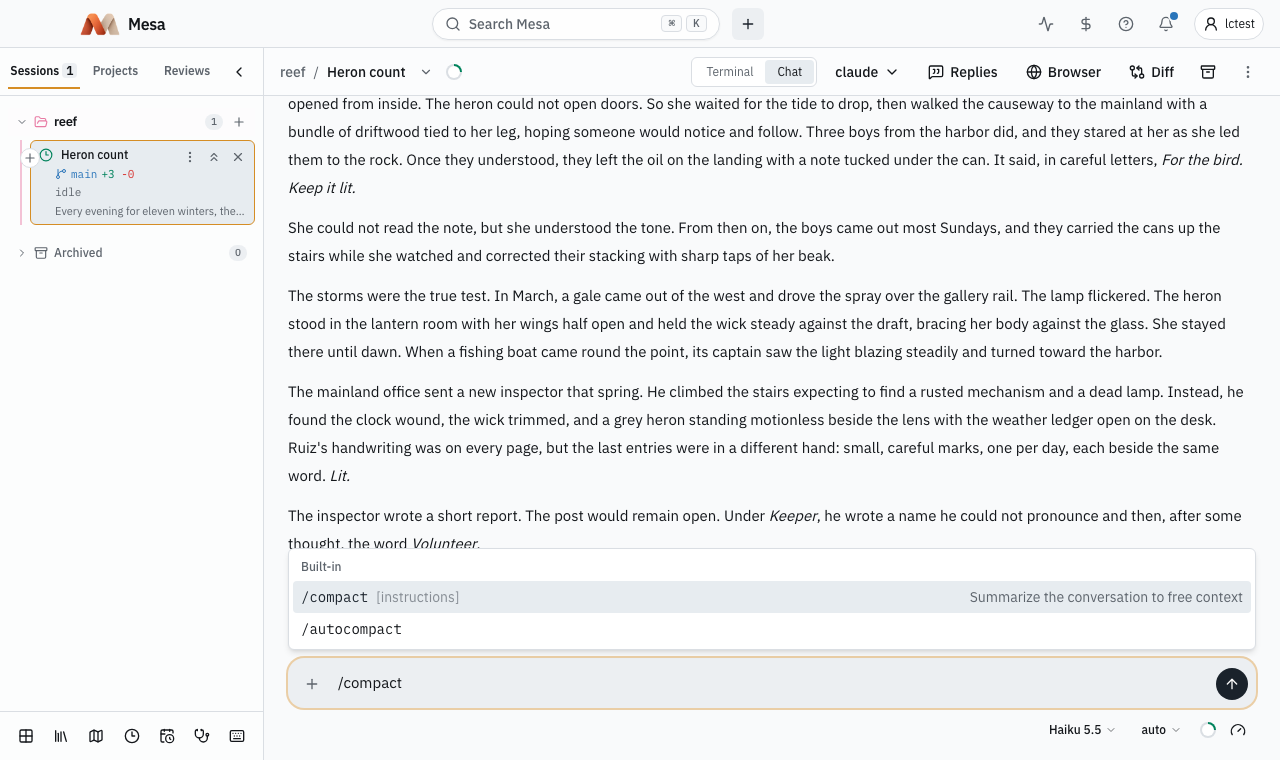 Mesa
Search Mesa
⌘ K
lctest
Sessions 1
Projects
Reviews
reef / Heron count
Terminal
Chat
claude
Replies
Browser
Diff
reef
1
Heron count
main +3 -0
idle
Every evening for eleven winters, the...
Archived
0
opened from inside. The heron could not open doors. So she waited for the tide to drop, then walked the causeway to the mainland with a
bundle of driftwood tied to her leg, hoping someone would notice and follow. Three boys from the harbor did, and they stared at her as she led
them to the rock. Once they understood, they left the oil on the landing with a note tucked under the can. It said, in careful letters, For the bird.
Keep it lit.
She could not read the note, but she understood the tone. From then on, the boys came out most Sundays, and they carried the cans up the
stairs while she watched and corrected their stacking with sharp taps of her beak.
The storms were the true test. In March, a gale came out of the west and drove the spray over the gallery rail. The lamp flickered. The heron
stood in the lantern room with her wings half open and held the wick steady against the draft, bracing her body against the glass. She stayed
there until dawn. When a fishing boat came round the point, its captain saw the light blazing steadily and turned toward the harbor.
The mainland office sent a new inspector that spring. He climbed the stairs expecting to find a rusted mechanism and a dead lamp. Instead, he
found the clock wound, the wick trimmed, and a grey heron standing motionless beside the lens with the weather ledger open on the desk.
Ruiz's handwriting was on every page, but the last entries were in a different hand: small, careful marks, one per day, each beside the same
word. Lit.
The inspector wrote a short report. The post would remain open. Under Keeper, he wrote a name he could not pronounce and then, after some
thought, the word Volunteer.
Built-in
/compact [instructions]
Summarize the conversation to free context
/autocompact
/compact
Haiku 5.5
auto